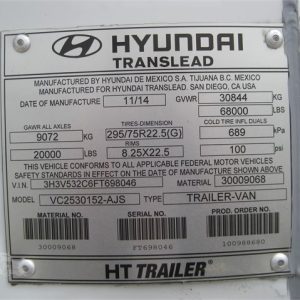 HYUNDAI
TRANSLEAD
MANUFACTURED BY HYUNDAI DE MEXICO S.A. TIJUANA B.C. MEXICO
MANUFACTURED FOR HYUNDAI TRANSLEAD. SAN DIEGO, CA USA
DATE OF MANUFACTURE 11/14 GVWR 30844 KG
68000 LBS
GAWR ALL AXLES TIRES-DIMENSION COLD TIRE INFL DUALS
9072 KG 295/75R22.5(G) 689 kPa
RIMS
20000 LBS 8.25X22.5 100 psi
THIS VEHICLE CONFORMS TO ALL APPLICABLE FEDERAL MOTOR VEHICLE
SAFETY STANDARDS IN EFFECT ON DATE OF MANUFACTURE SHOWN ABOVE.
V.I.N. 3H3V532C6FT698046 MATERIAL 30009068
MODEL VC2530152-AJS TYPE TRAILER-VAN
MATERIAL SERIAL NUMBER PROD. ORDER NO.
30009068 FT698046 100988680
HT TRAILER